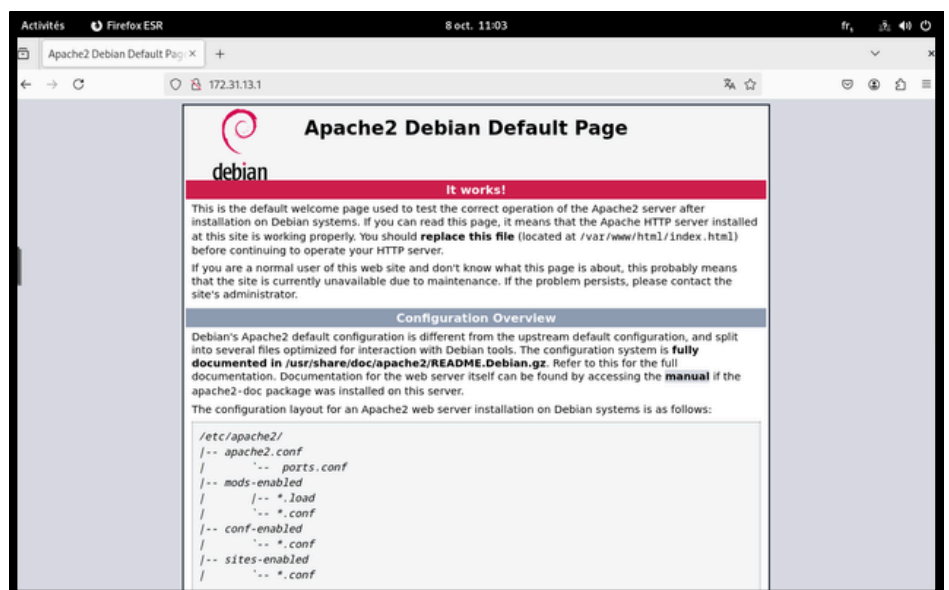 Activités Firefox ESR 8 oct. 11:03 fr
Apache2 Debian Default Pag
172.31.13.1
debian
Apache2 Debian Default Page
It works!
This is the default welcome page used to test the correct operation of the Apache2 server after
installation on Debian systems. If you can read this page, it means that the Apache HTTP server installed
at this site is working properly. You should replace this file (located at /var/www/html/index.html)
before continuing to operate your HTTP server.
If you are a normal user of this web site and don't know what this page is about, this probably means
that the site is currently unavailable due to maintenance. If the problem persists, please contact the
site's administrator.
Configuration Overview
Debian's Apache2 default configuration is different from the upstream default configuration, and split
into several files optimized for interaction with Debian tools. The configuration system is fully
documented in /usr/share/doc/apache2/README.Debian.gz. Refer to this for the full
documentation. Documentation for the web server itself can be found by accessing the manual if the
apache2-doc package was installed on this server.
The configuration layout for an Apache2 web server installation on Debian systems is as follows:
/etc/apache2/
|-- apache2.conf
|       `-- ports.conf
|-- mods-enabled
|       |-- *.load
|       `-- *.conf
|-- conf-enabled
|       `-- *.conf
|-- sites-enabled
|       `-- *.conf